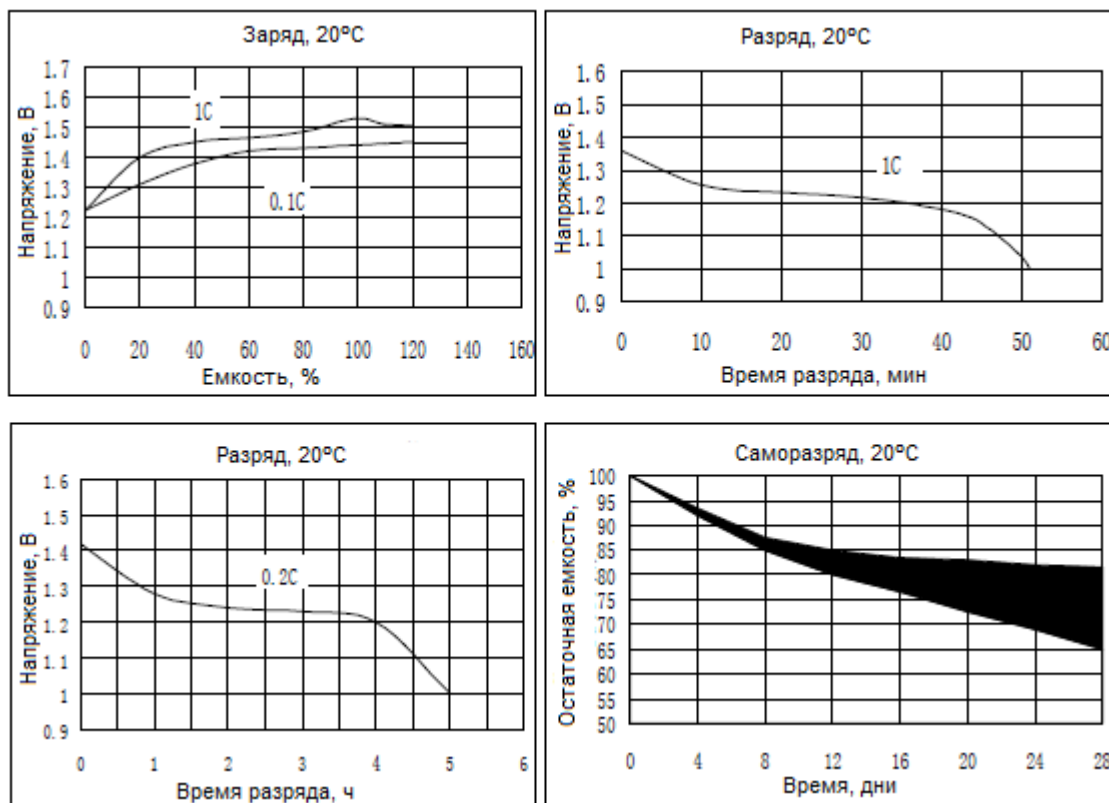 Заряд, 20°C
Напряжение, В
1.7
1.6
1.5
1.4
1.3
1.2
1.1
1
0.9
1C
0.1C
0 20 40 60 80 100 120 140 160
Емкость, %
Разряд, 20°C
Напряжение, В
1.6
1.5
1.4
1.3
1.2
1.1
1
0.9
1C
0 10 20 30 40 50 60
Время разряда, мин
Разряд, 20°C
Напряжение, В
1.6
1.5
1.4
1.3
1.2
1.1
1
0.9
0.2C
0 1 2 3 4 5 6
Время разряда, ч
Саморазряд, 20°C
Остаточная емкость, %
100
95
90
85
80
75
70
65
60
55
50
0 4 8 12 16 20 24 28
Время, дни